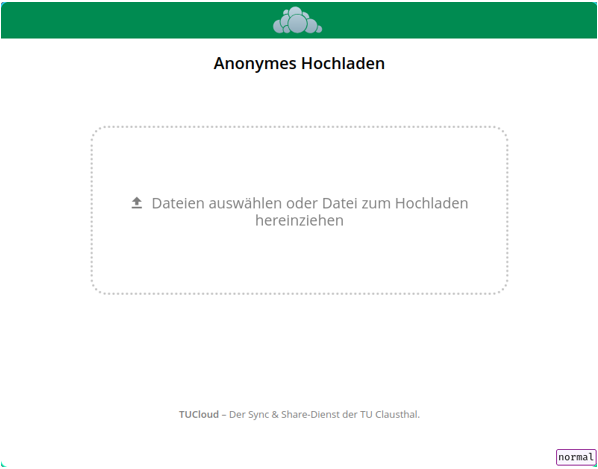 Anonymes Hochladen
Dateien auswählen oder Datei zum Hochladen
hereinziehen
TUCloud – Der Sync & Share-Dienst der TU Clausthal.
normal